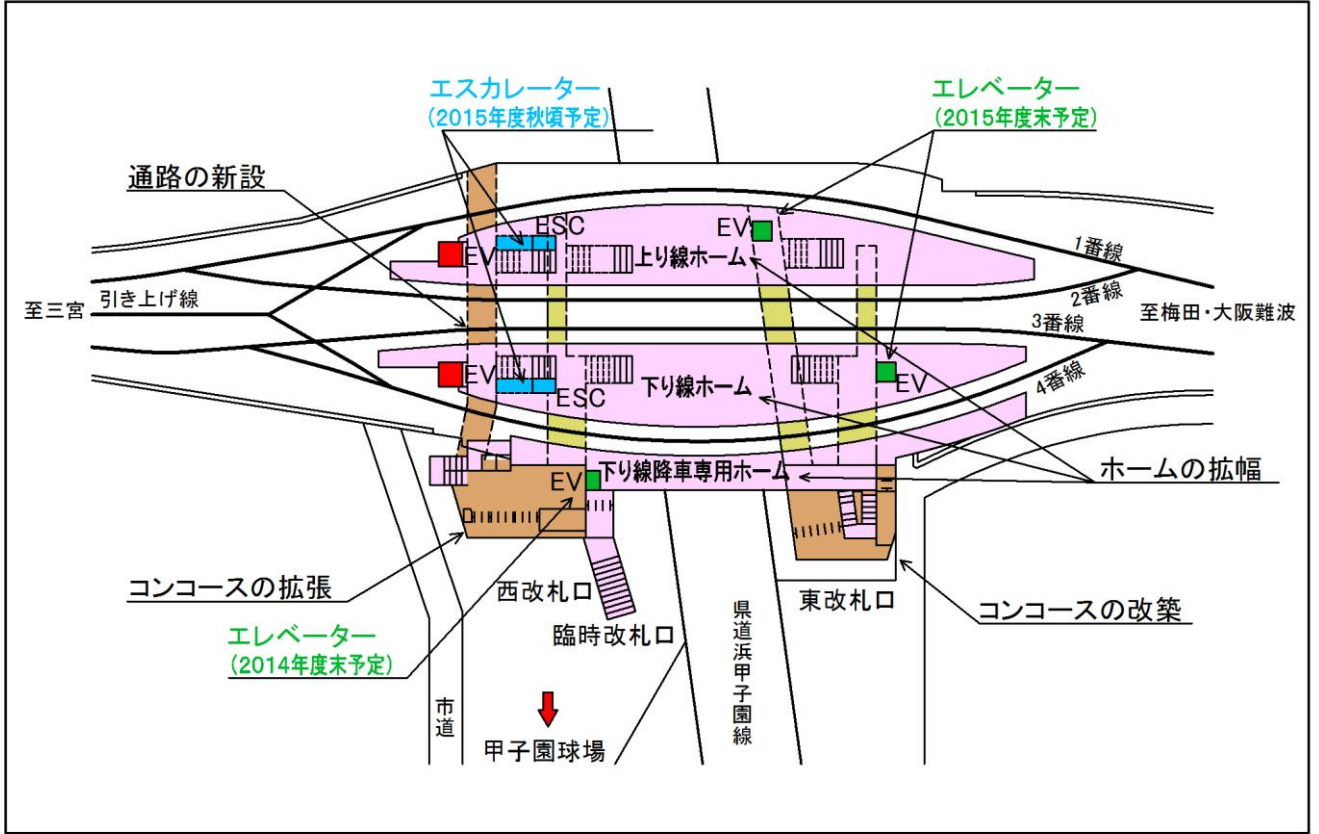 エスカレーター
(2015年度秋頃予定)
エレベーター
(2015年度末予定)
通路の新設
ESC
EV
EV
上り線ホーム
1番線
2番線
至三宮
引き上げ線
3番線
至梅田・大阪難波
EV
ESC
下り線ホーム
EV
4番線
下り線降車専用ホーム
EV
ホームの拡幅
コンコースの拡張
西改札口
東改札口
コンコースの改築
臨時改札口
エレベーター
(2014年度末予定)
県道浜甲子園線
市道
甲子園球場